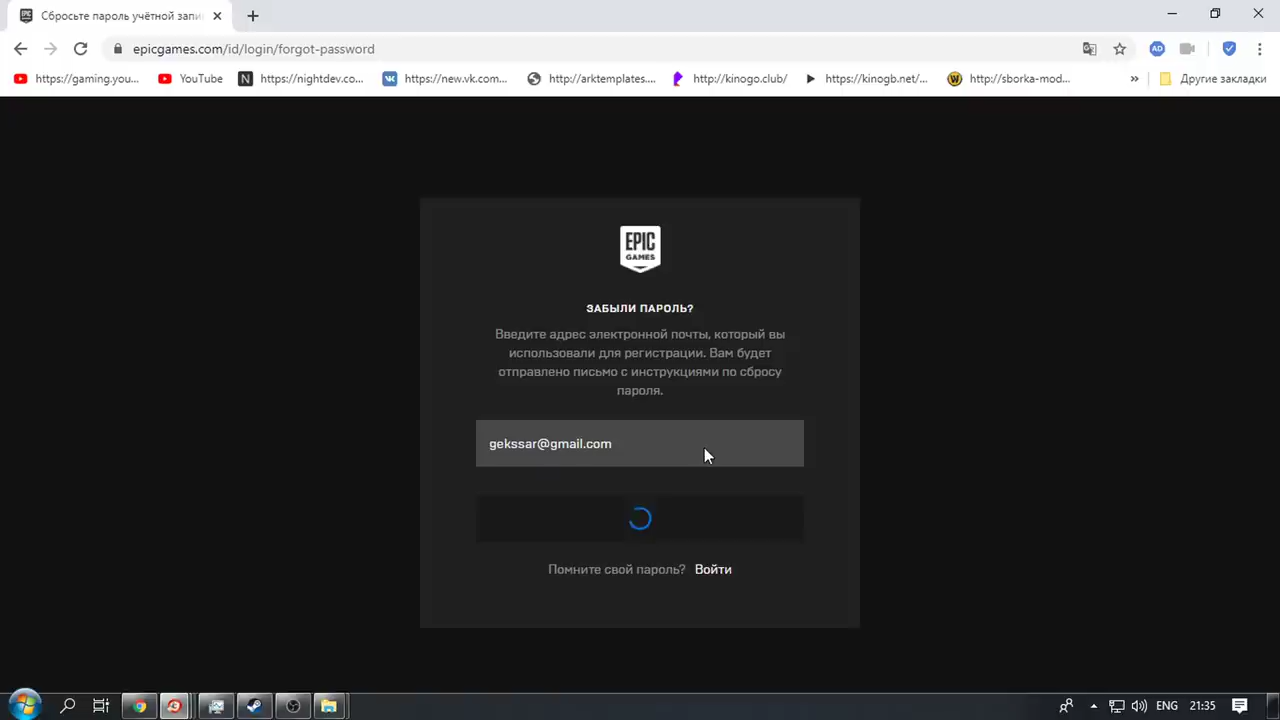 Сбросьте пароль учётной запи
epicgames.com/id/login/forgot-password
https://gaming.you...
YouTube
https://nightdev.co...
https://new.vk.com...
http://arktemplates....
http://kinogo.club/
https://kinogb.net/...
http://sborka-mod...
»
Другие закладки
EPIC
GAMES
ЗАБЫЛИ ПАРОЛЬ?
Введите адрес электронной почты, который вы
использовали для регистрации. Вам будет
отправлено письмо с инструкциями по сбросу
пароля.
gekssar@gmail.com
Помните свой пароль? Войти
ENG 21:35